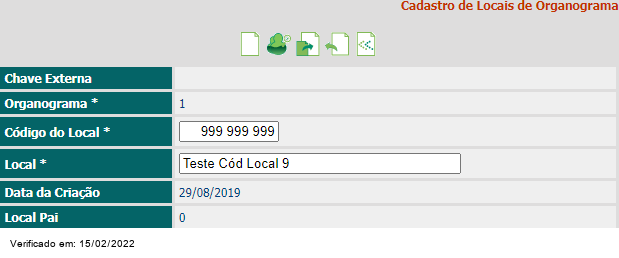 Cadastro de Locais de Organograma
Chave Externa
Organograma * 1
Código do Local * 999 999 999
Local * Teste Cód Local 9
Data da Criação 29/08/2019
Local Pai 0
Verificado em: 15/02/2022